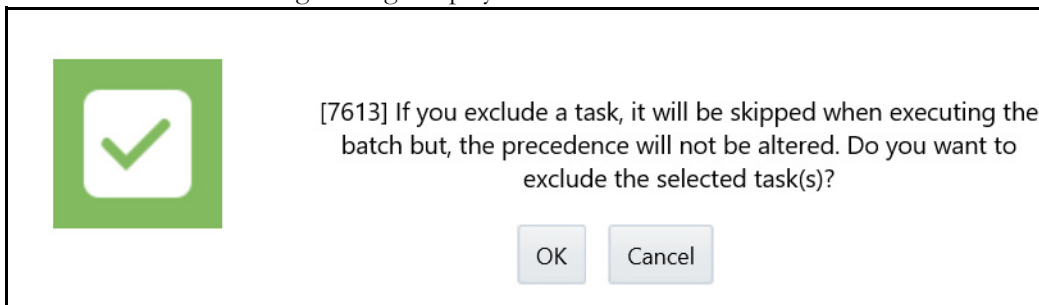 [7613] If you exclude a task, it will be skipped when executing the
batch but, the precedence will not be altered. Do you want to
exclude the selected task(s)?
OK Cancel